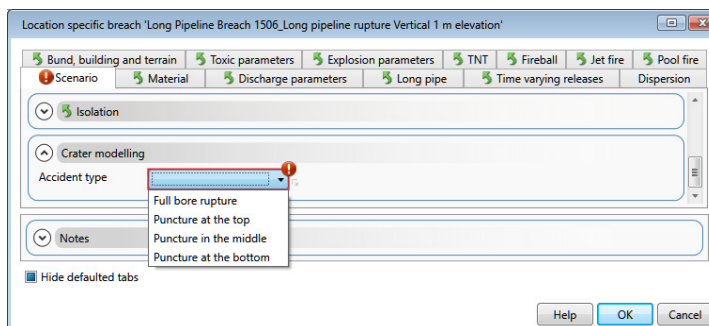 Location specific breach 'Long Pipeline Breach 1506_Long pipeline rupture Vertical 1 m elevation'
Bund, building and terrain Toxic parameters Explosion parameters TNT Fireball Jet fire Pool fire
Scenario Material Discharge parameters Long pipe Time varying releases Dispersion
Isolation
Crater modelling
Accident type
Full bore rupture
Puncture at the top
Puncture in the middle
Puncture at the bottom
Notes
Hide defaulted tabs
Help OK Cancel